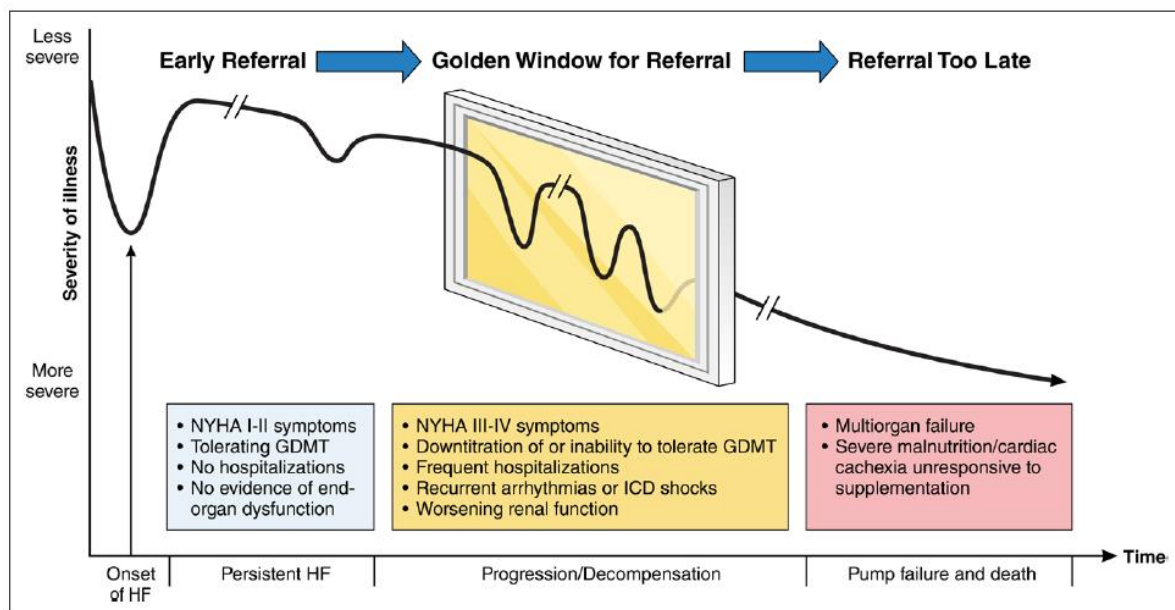 Less
severe
Early Referral
Golden Window for Referral
Referral Too Late
Severity of illness
More
severe
• NYHA I-II symptoms
• Tolerating GDMT
• No hospitalizations
• No evidence of end-
organ dysfunction
• NYHA III-IV symptoms
• Downtitration of or inability to tolerate GDMT
• Frequent hospitalizations
• Recurrent arrhythmias or ICD shocks
• Worsening renal function
• Multiorgan failure
• Severe malnutrition/cardiac
cachexia unresponsive to
supplementation
Time
Onset
of HF
Persistent HF
Progression/Decompensation
Pump failure and death